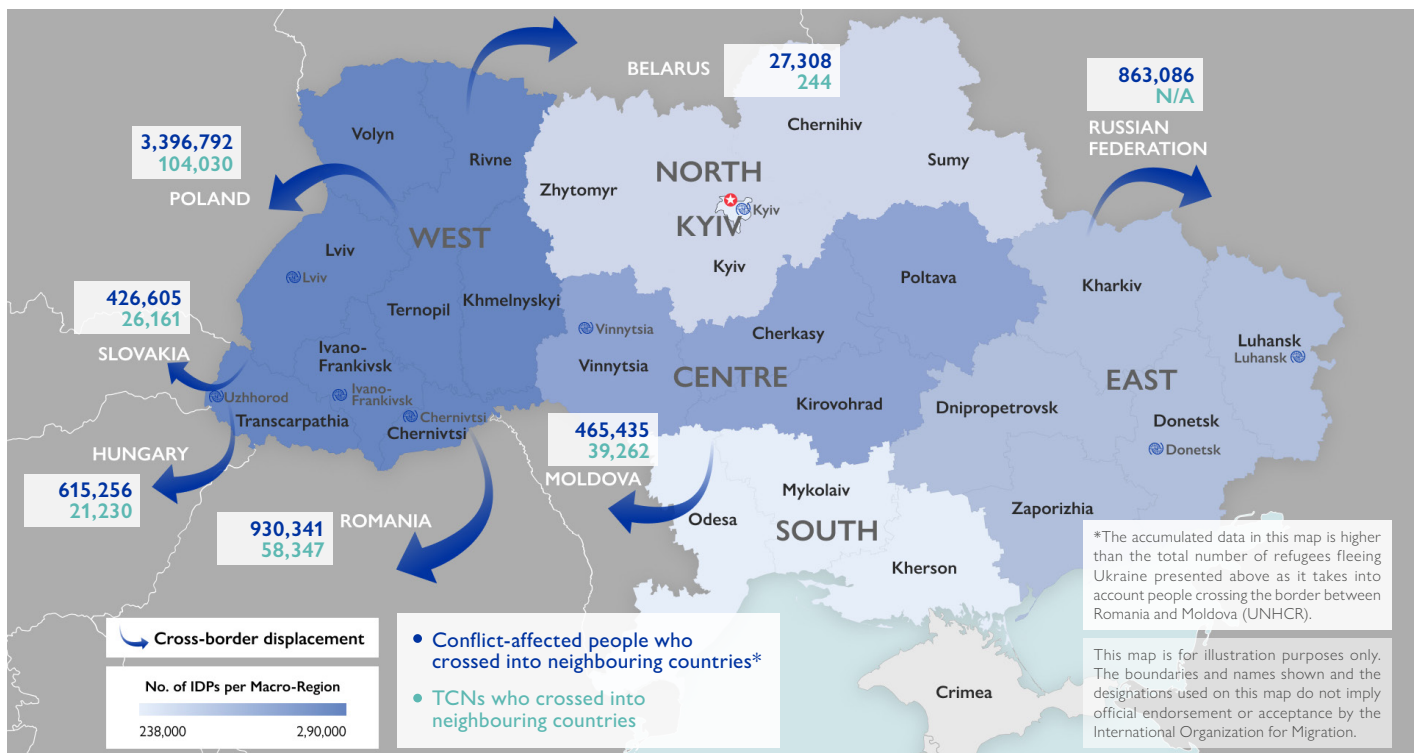 BELARUS
27,308
244
863,086
N/A
RUSSIAN
FEDERATION
3,396,792
104,030
POLAND
Volyn
Rivne
Chernihiv
Sumy
NORTH
Zhytomyr
Kyiv
KYIV
Kyiv
WEST
Lviv
Lviv
Ternopil
Khmelnyskyi
Poltava
Kharkiv
426,605
26,161
SLOVAKIA
Vinnytsia
Cherkasy
Luhansk
Luhansk
Ivano-
Frankivsk
Ivano-
Frankivsk
Vinnytsia
CENTRE
EAST
Uzhhorod
Transcarpathia
Chernivtsi
Chernivtsi
Kirovohrad
Dnipropetrovsk
Donetsk
Donetsk
HUNGARY
615,256
21,230
465,435
39,262
MOLDOVA
930,341
58,347
ROMANIA
Odesa
Mykolaiv
SOUTH
Kherson
Zaporizhia
Crimea
*The accumulated data in this map is higher
than the total number of refugees fleeing
Ukraine presented above as it takes into
account people crossing the border between
Romania and Moldova (UNHCR).
This map is for illustration purposes only.
The boundaries and names shown and the
designations used on this map do not imply
official endorsement or acceptance by the
International Organization for Migration.
Cross-border displacement
No. of IDPs per Macro-Region
238,000 2,90,000
• Conflict-affected people who
crossed into neighbouring countries*
• TCNs who crossed into
neighbouring countries